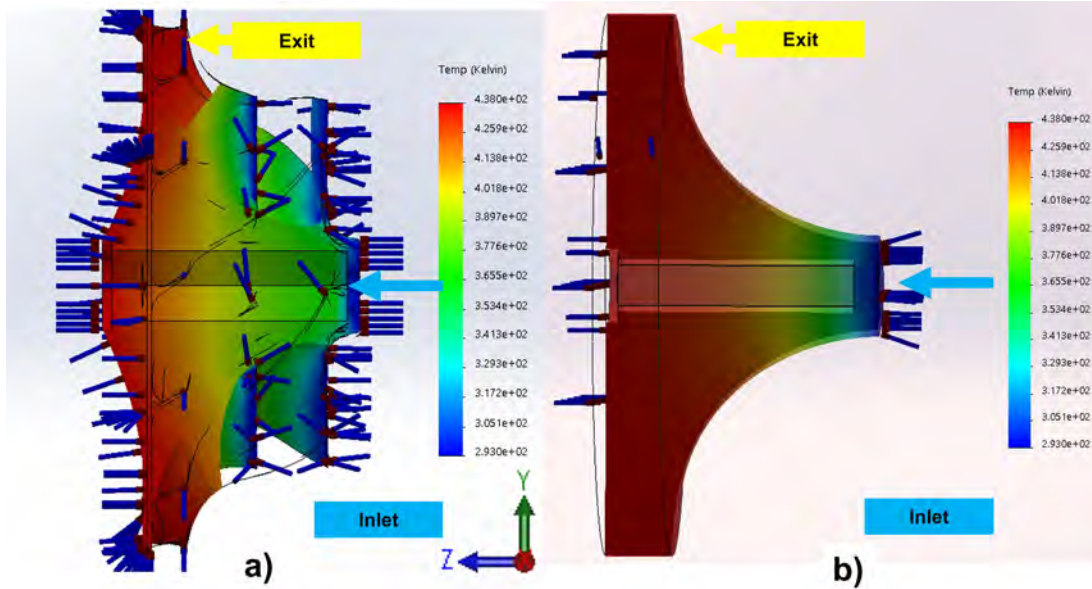 Exit
Temp (Kelvin)
4.380e+02
4.259e+02
4.138e+02
4.018e+02
3.897e+02
3.776e+02
3.655e+02
3.534e+02
3.413e+02
3.293e+02
3.172e+02
3.051e+02
2.930e+02
Inlet
Y
Z
a)
Exit
Temp (Kelvin)
4.380e+02
4.259e+02
4.138e+02
4.018e+02
3.897e+02
3.776e+02
3.655e+02
3.534e+02
3.413e+02
3.293e+02
3.172e+02
3.051e+02
2.930e+02
Inlet
b)